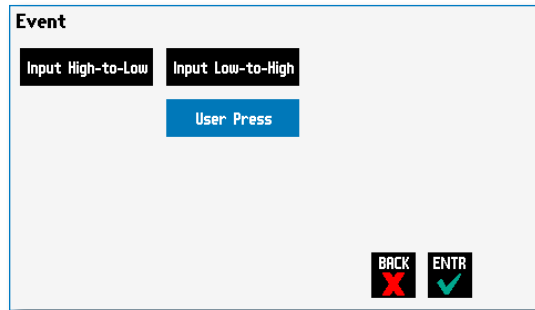 Event
Input High-to-Low
Input Low-to-High
User Press
BACK
ENTR